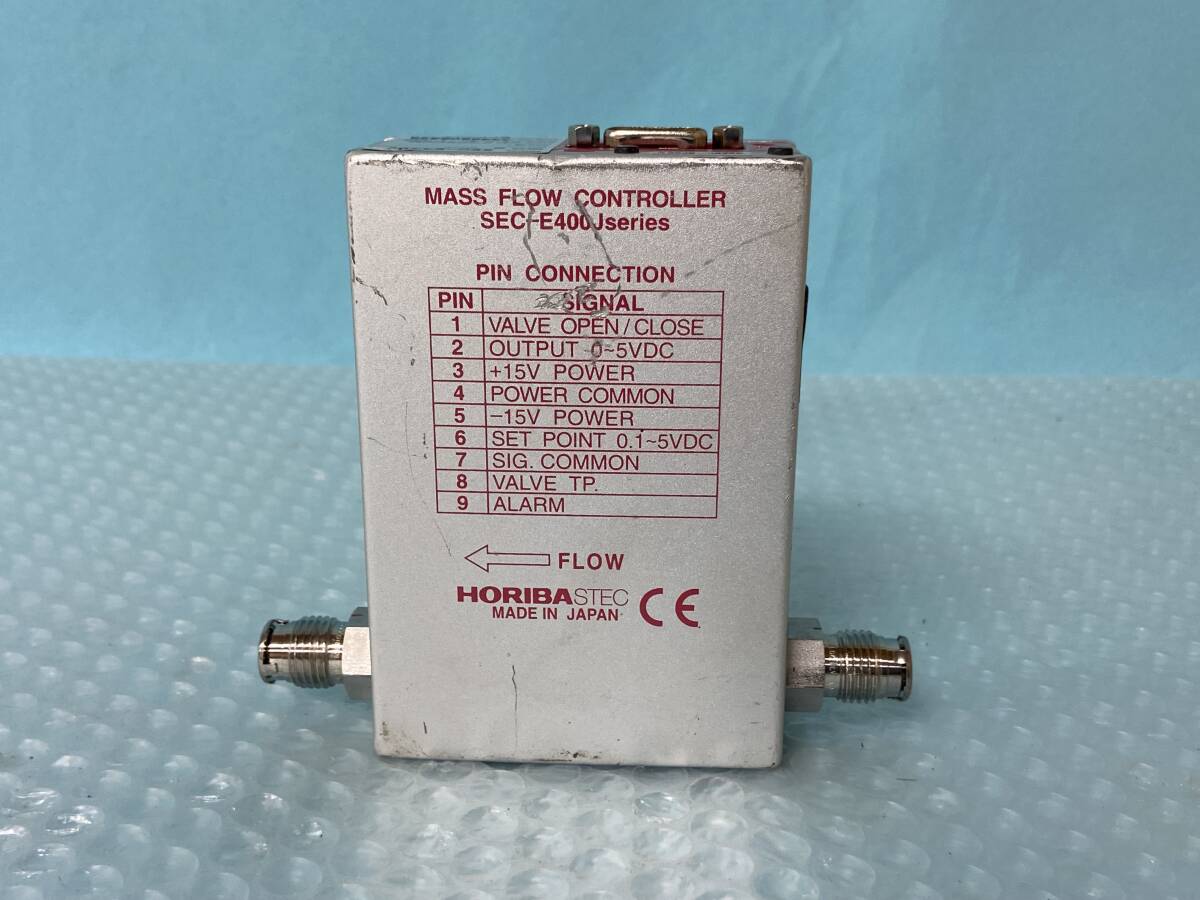 MASS FLOW CONTROLLER
SEC-E400Jseries
PIN CONNECTION
PIN SIGNAL
1 VALVE OPEN/CLOSE
2 OUTPUT 0~5VDC
3 +15V POWER
4 POWER COMMON
5 −15V POWER
6 SET POINT 0.1~5VDC
7 SIG. COMMON
8 VALVE TP.
9 ALARM
FLOW
HORIBASTEC CE
MADE IN JAPAN